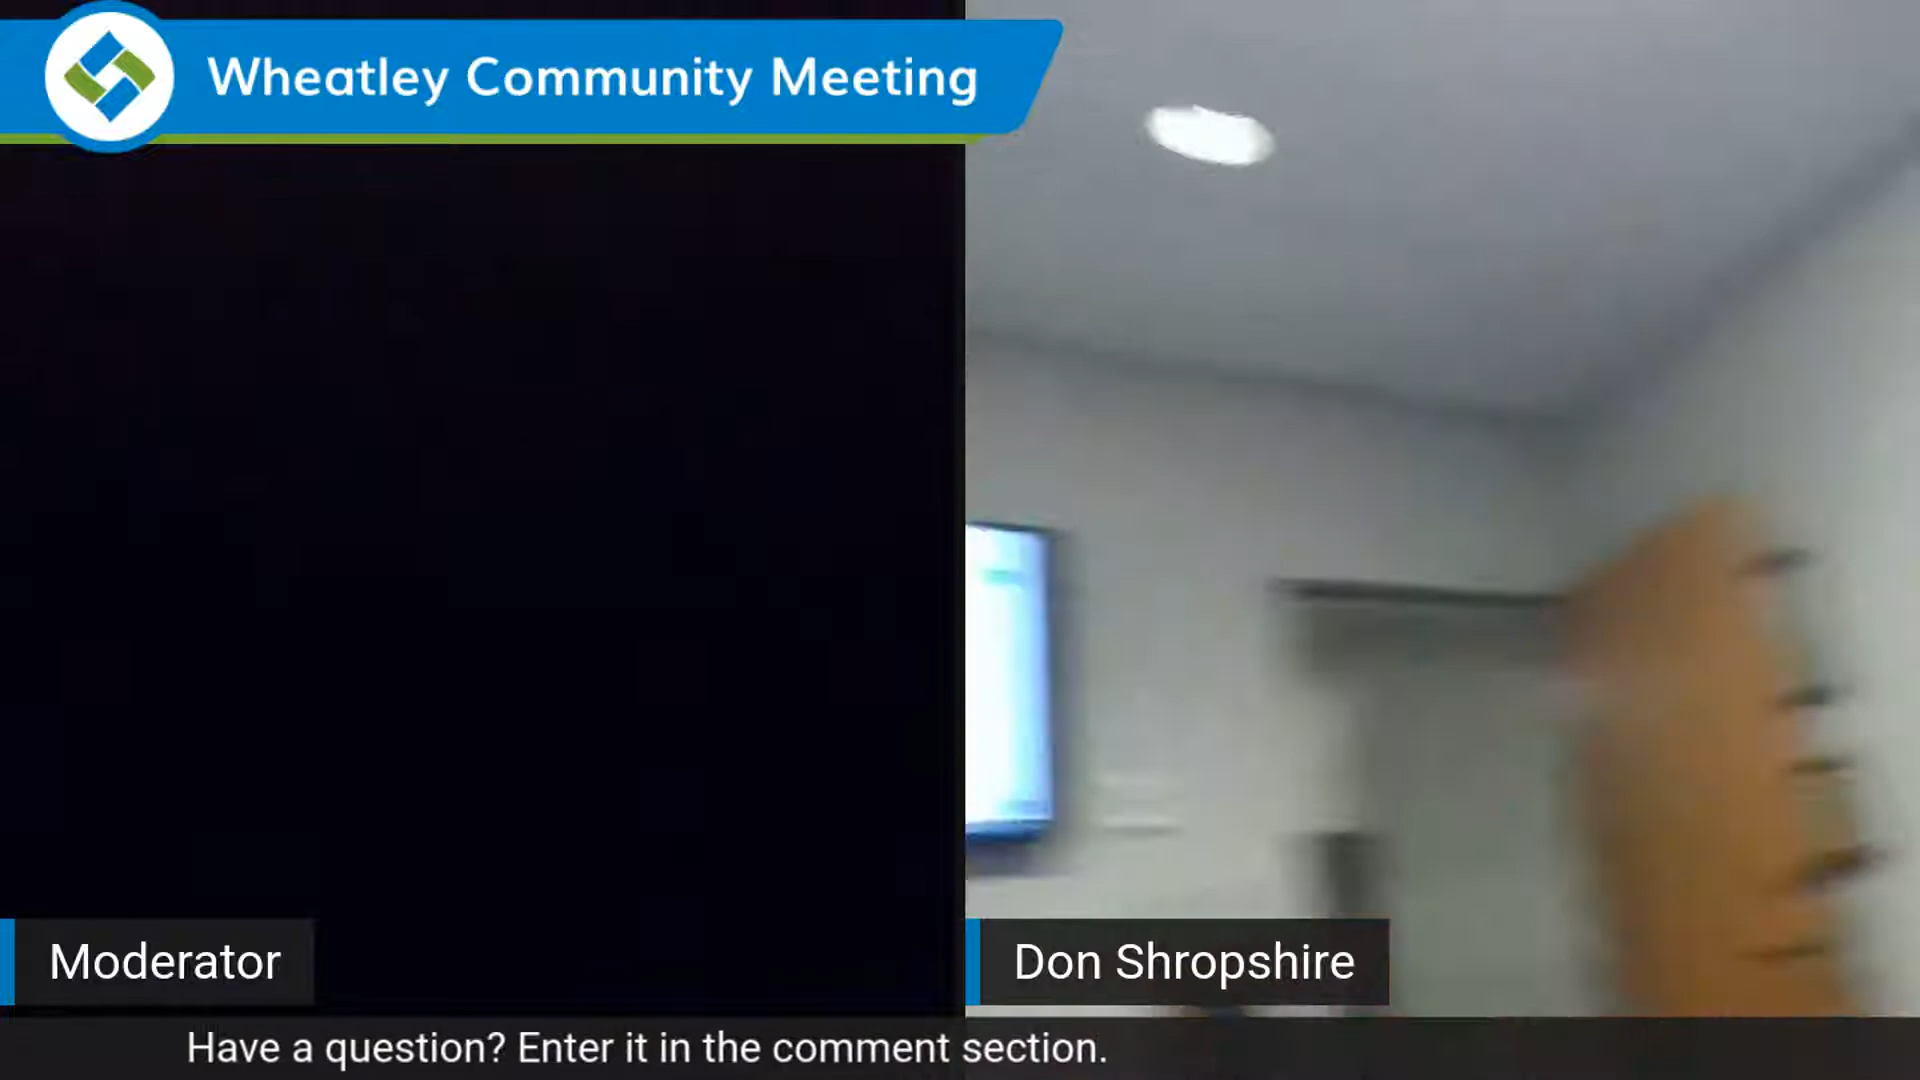 Wheatley Community Meeting
Moderator
Don Shropshire
Have a question? Enter it in the comment section.